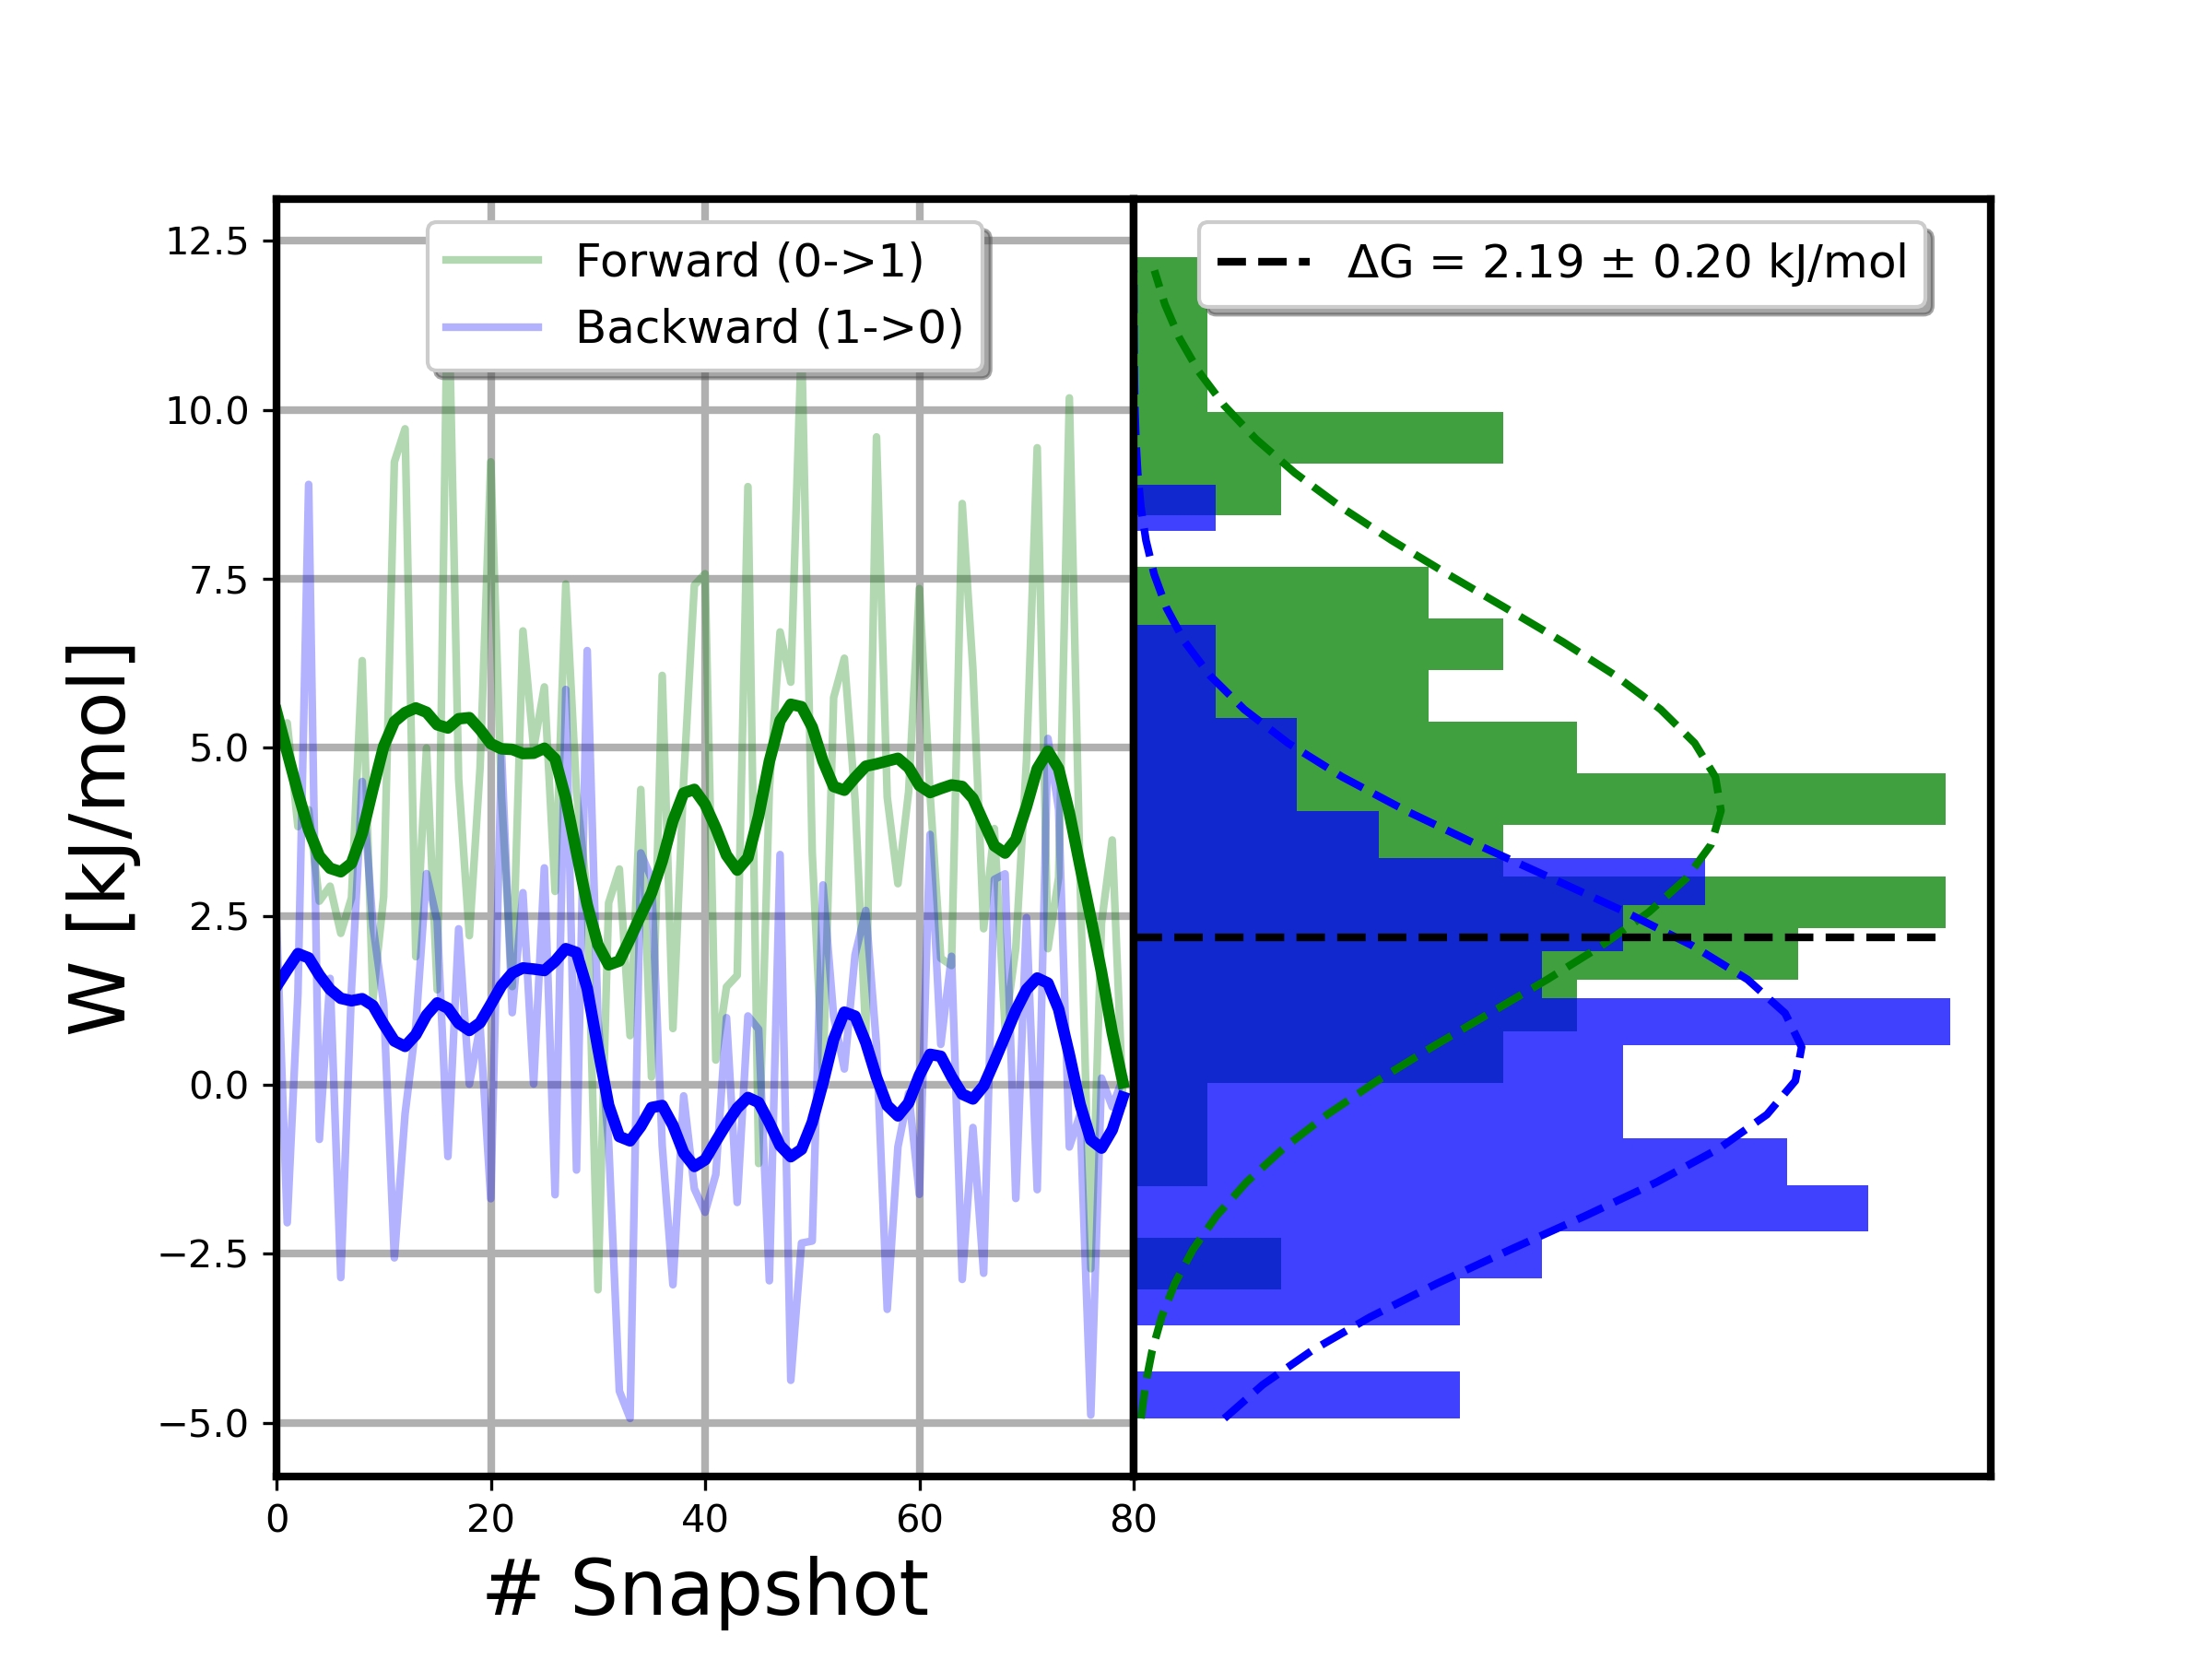 Forward (0->1)
Backward (1->0)
ΔG = 2.19 ± 0.20 kJ/mol
W [kJ/mol]
12.5
10.0
7.5
5.0
2.5
0.0
−2.5
−5.0
0 20 40 60 80
# Snapshot